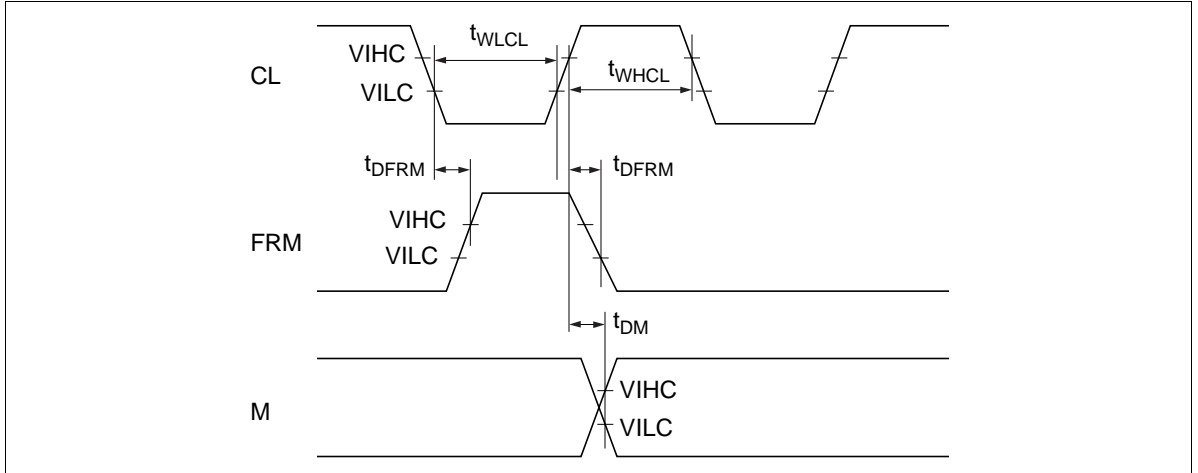 CL
VIHC
VILC
tWLCL
tWHCL
tDFRM
tDFRM
FRM
VIHC
VILC
tDM
M
VIHC
VILC